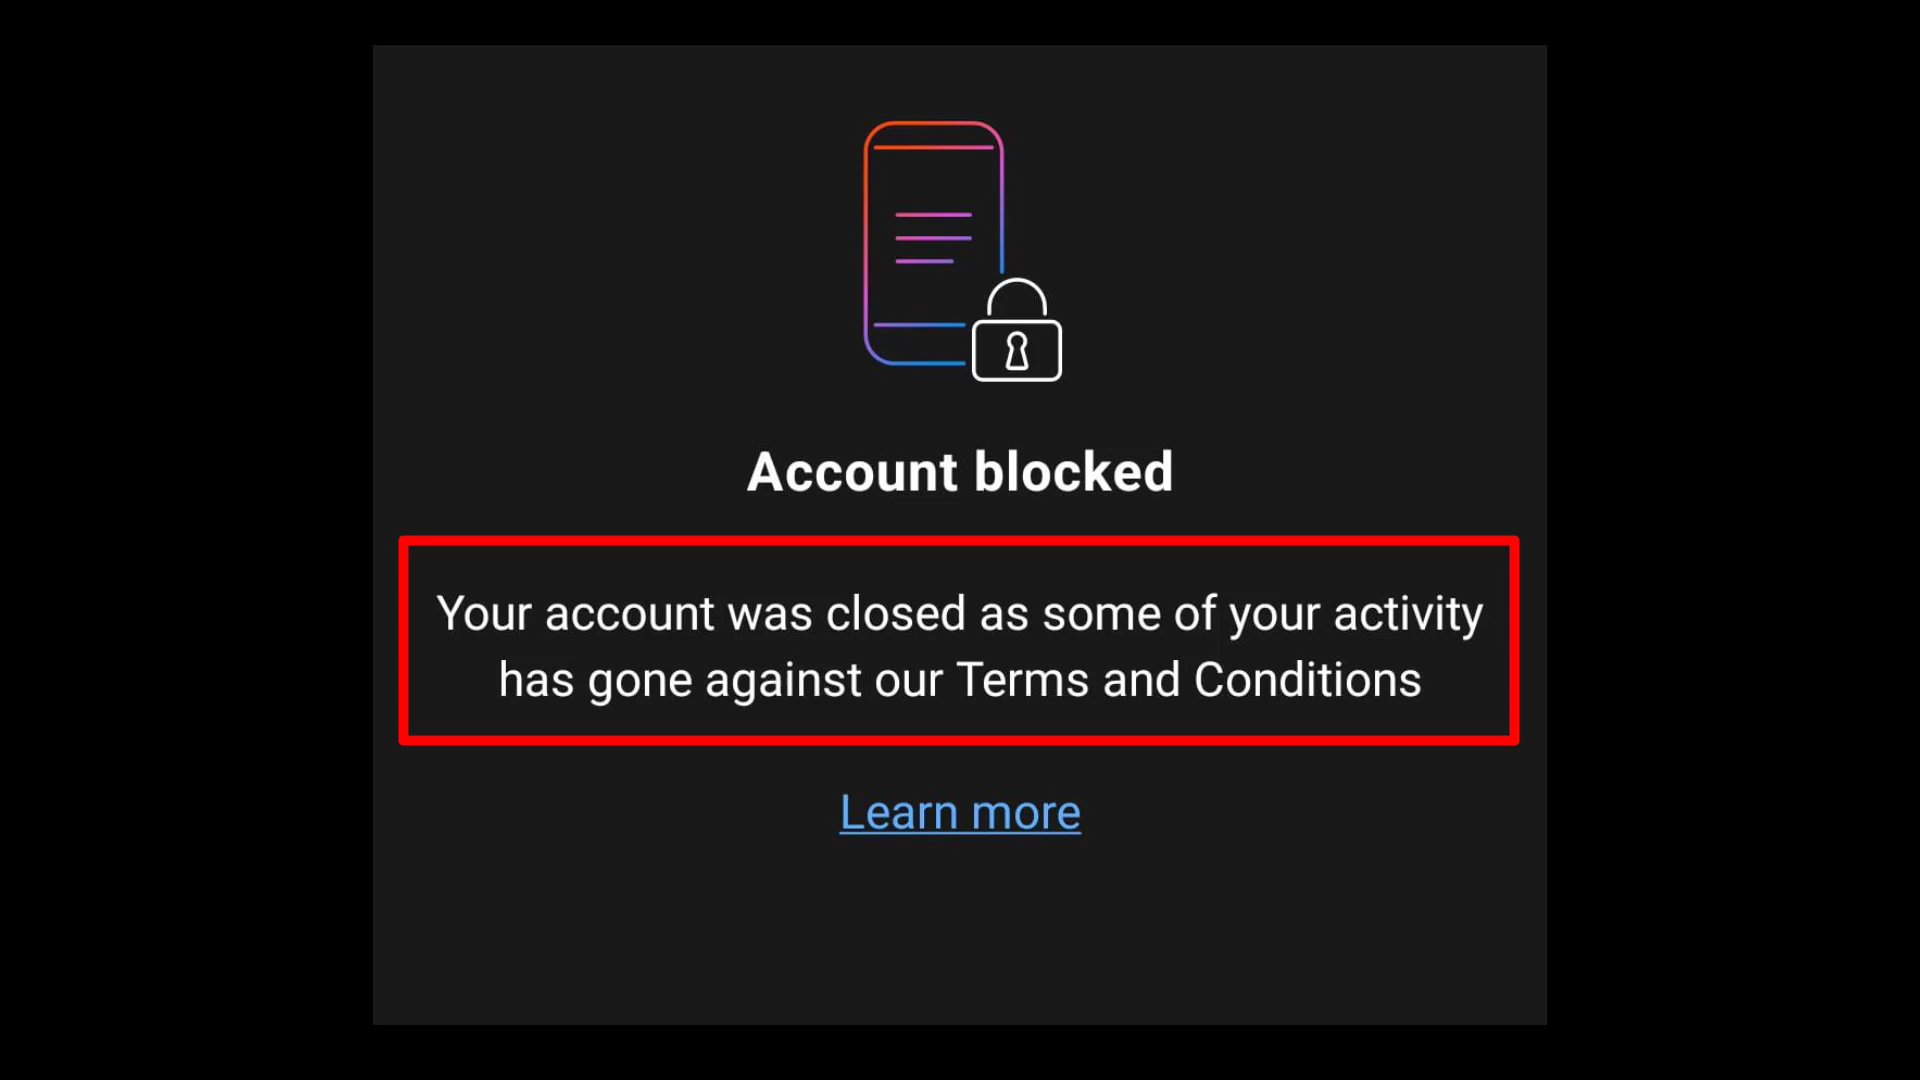 Account blocked
Your account was closed as some of your activity
has gone against our Terms and Conditions
Learn more